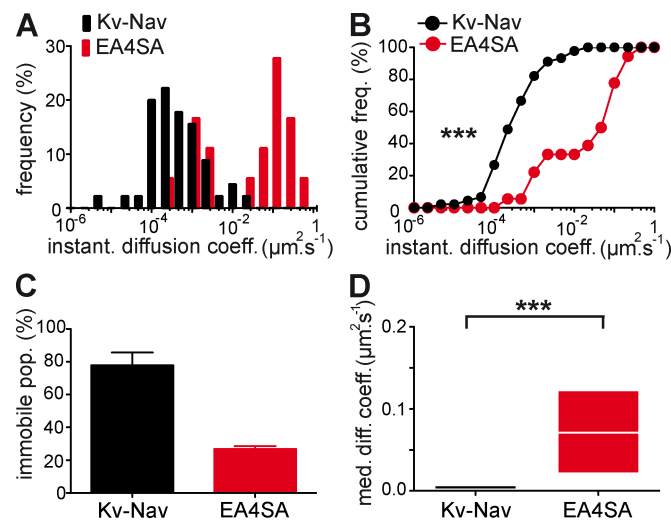 A
Kv-Nav
EA4SA
frequency (%)
30
20
10
0
10⁻⁶ 10⁻⁴ 10⁻² 1
instant. diffusion coeff. (µm².s⁻¹)
B
Kv-Nav
EA4SA
cumulative freq. (%)
100
80
60
40
20
0
***
10⁻⁶ 10⁻⁴ 10⁻² 1
instant. diffusion coeff. (µm².s⁻¹)
C
immobile pop. (%)
100
80
60
40
20
0
Kv-Nav EA4SA
D
med. diff. coeff. (µm².s⁻¹)
0.2
0.1
0.0
***
Kv-Nav EA4SA